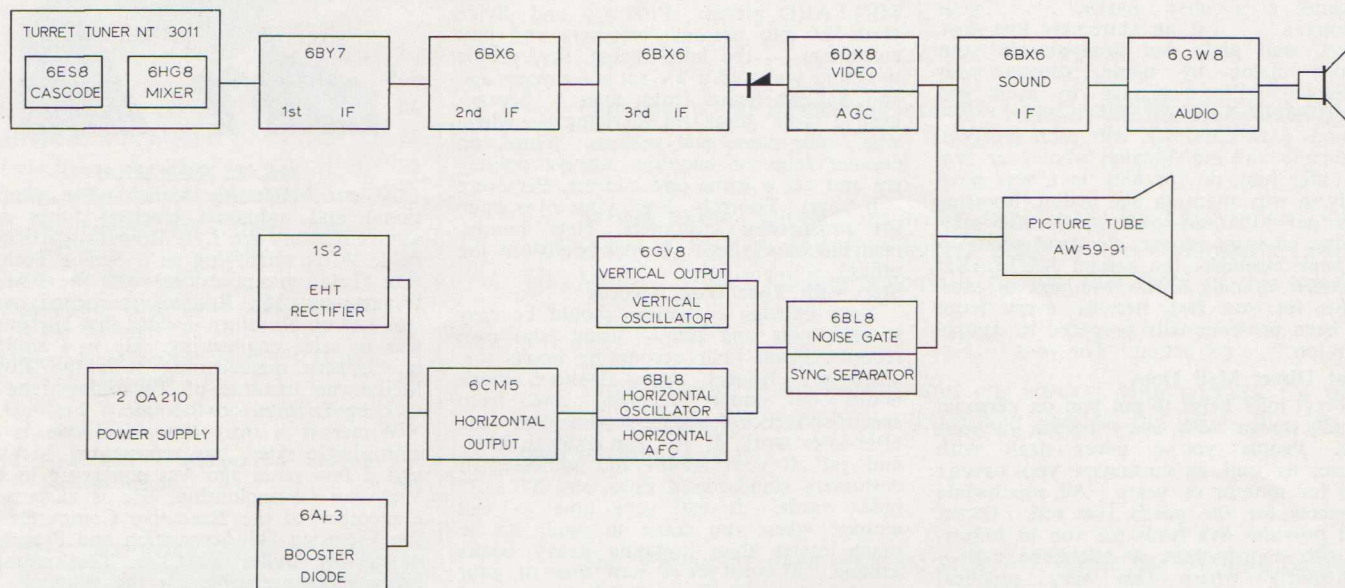 TURRET TUNER NT 3011
6ES8
CASCODE
6HG8
MIXER
6BY7
1st IF
6BX6
2nd IF
6BX6
3rd IF
6DX8
VIDEO
AGC
6BX6
SOUND
IF
6GW8
AUDIO
PICTURE TUBE
AW59-91
1S2
EHT
RECTIFIER
6GV8
VERTICAL OUTPUT
VERTICAL
OSCILLATOR
6BL8
NOISE GATE
SYNC SEPARATOR
2 OA210
POWER SUPPLY
6CM5
HORIZONTAL
OUTPUT
6BL8
HORIZONTAL
OSCILLATOR
HORIZONTAL
AFC
6AL3
BOOSTER
DIODE